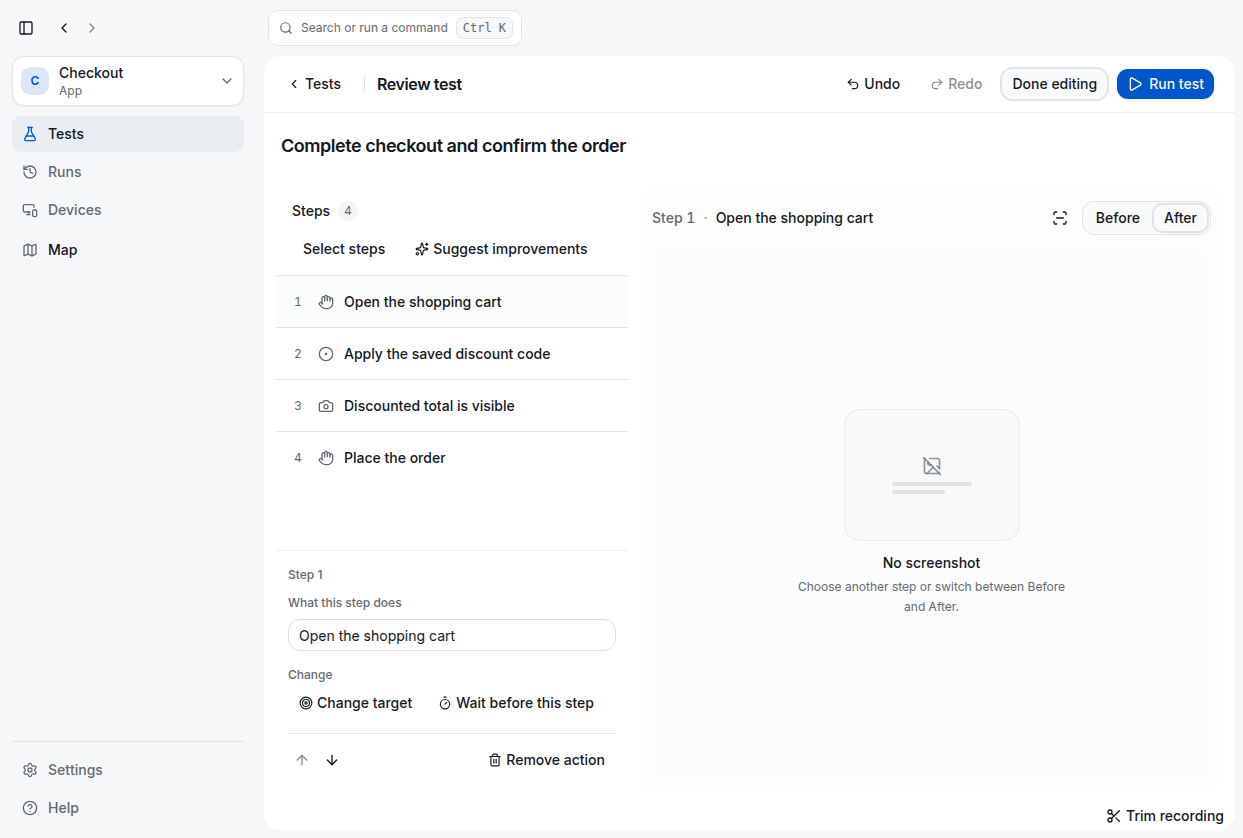 Search or run a command Ctrl K
C
Checkout
App
Tests
Runs
Devices
Map
Settings
Help
Tests
Review test
Undo
Redo
Done editing
Run test
Complete checkout and confirm the order
Steps 4
Select steps
Suggest improvements
1 Open the shopping cart
2 Apply the saved discount code
3 Discounted total is visible
4 Place the order
Step 1
What this step does
Open the shopping cart
Change
Change target
Wait before this step
Remove action
Step 1 · Open the shopping cart
Before
After
No screenshot
Choose another step or switch between Before
and After.
Trim recording